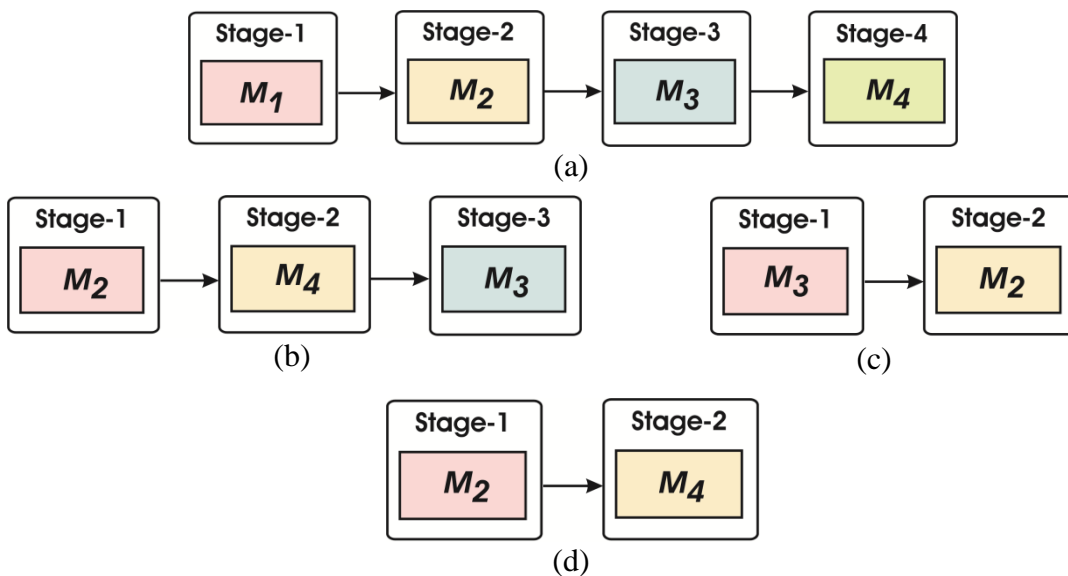 Stage-1 Stage-2 Stage-3 Stage-4
M1 M2 M3 M4
(a)
Stage-1 Stage-2 Stage-3 Stage-1 Stage-2
M2 M4 M3 M3 M2
(b) (c)
Stage-1 Stage-2
M2 M4
(d)